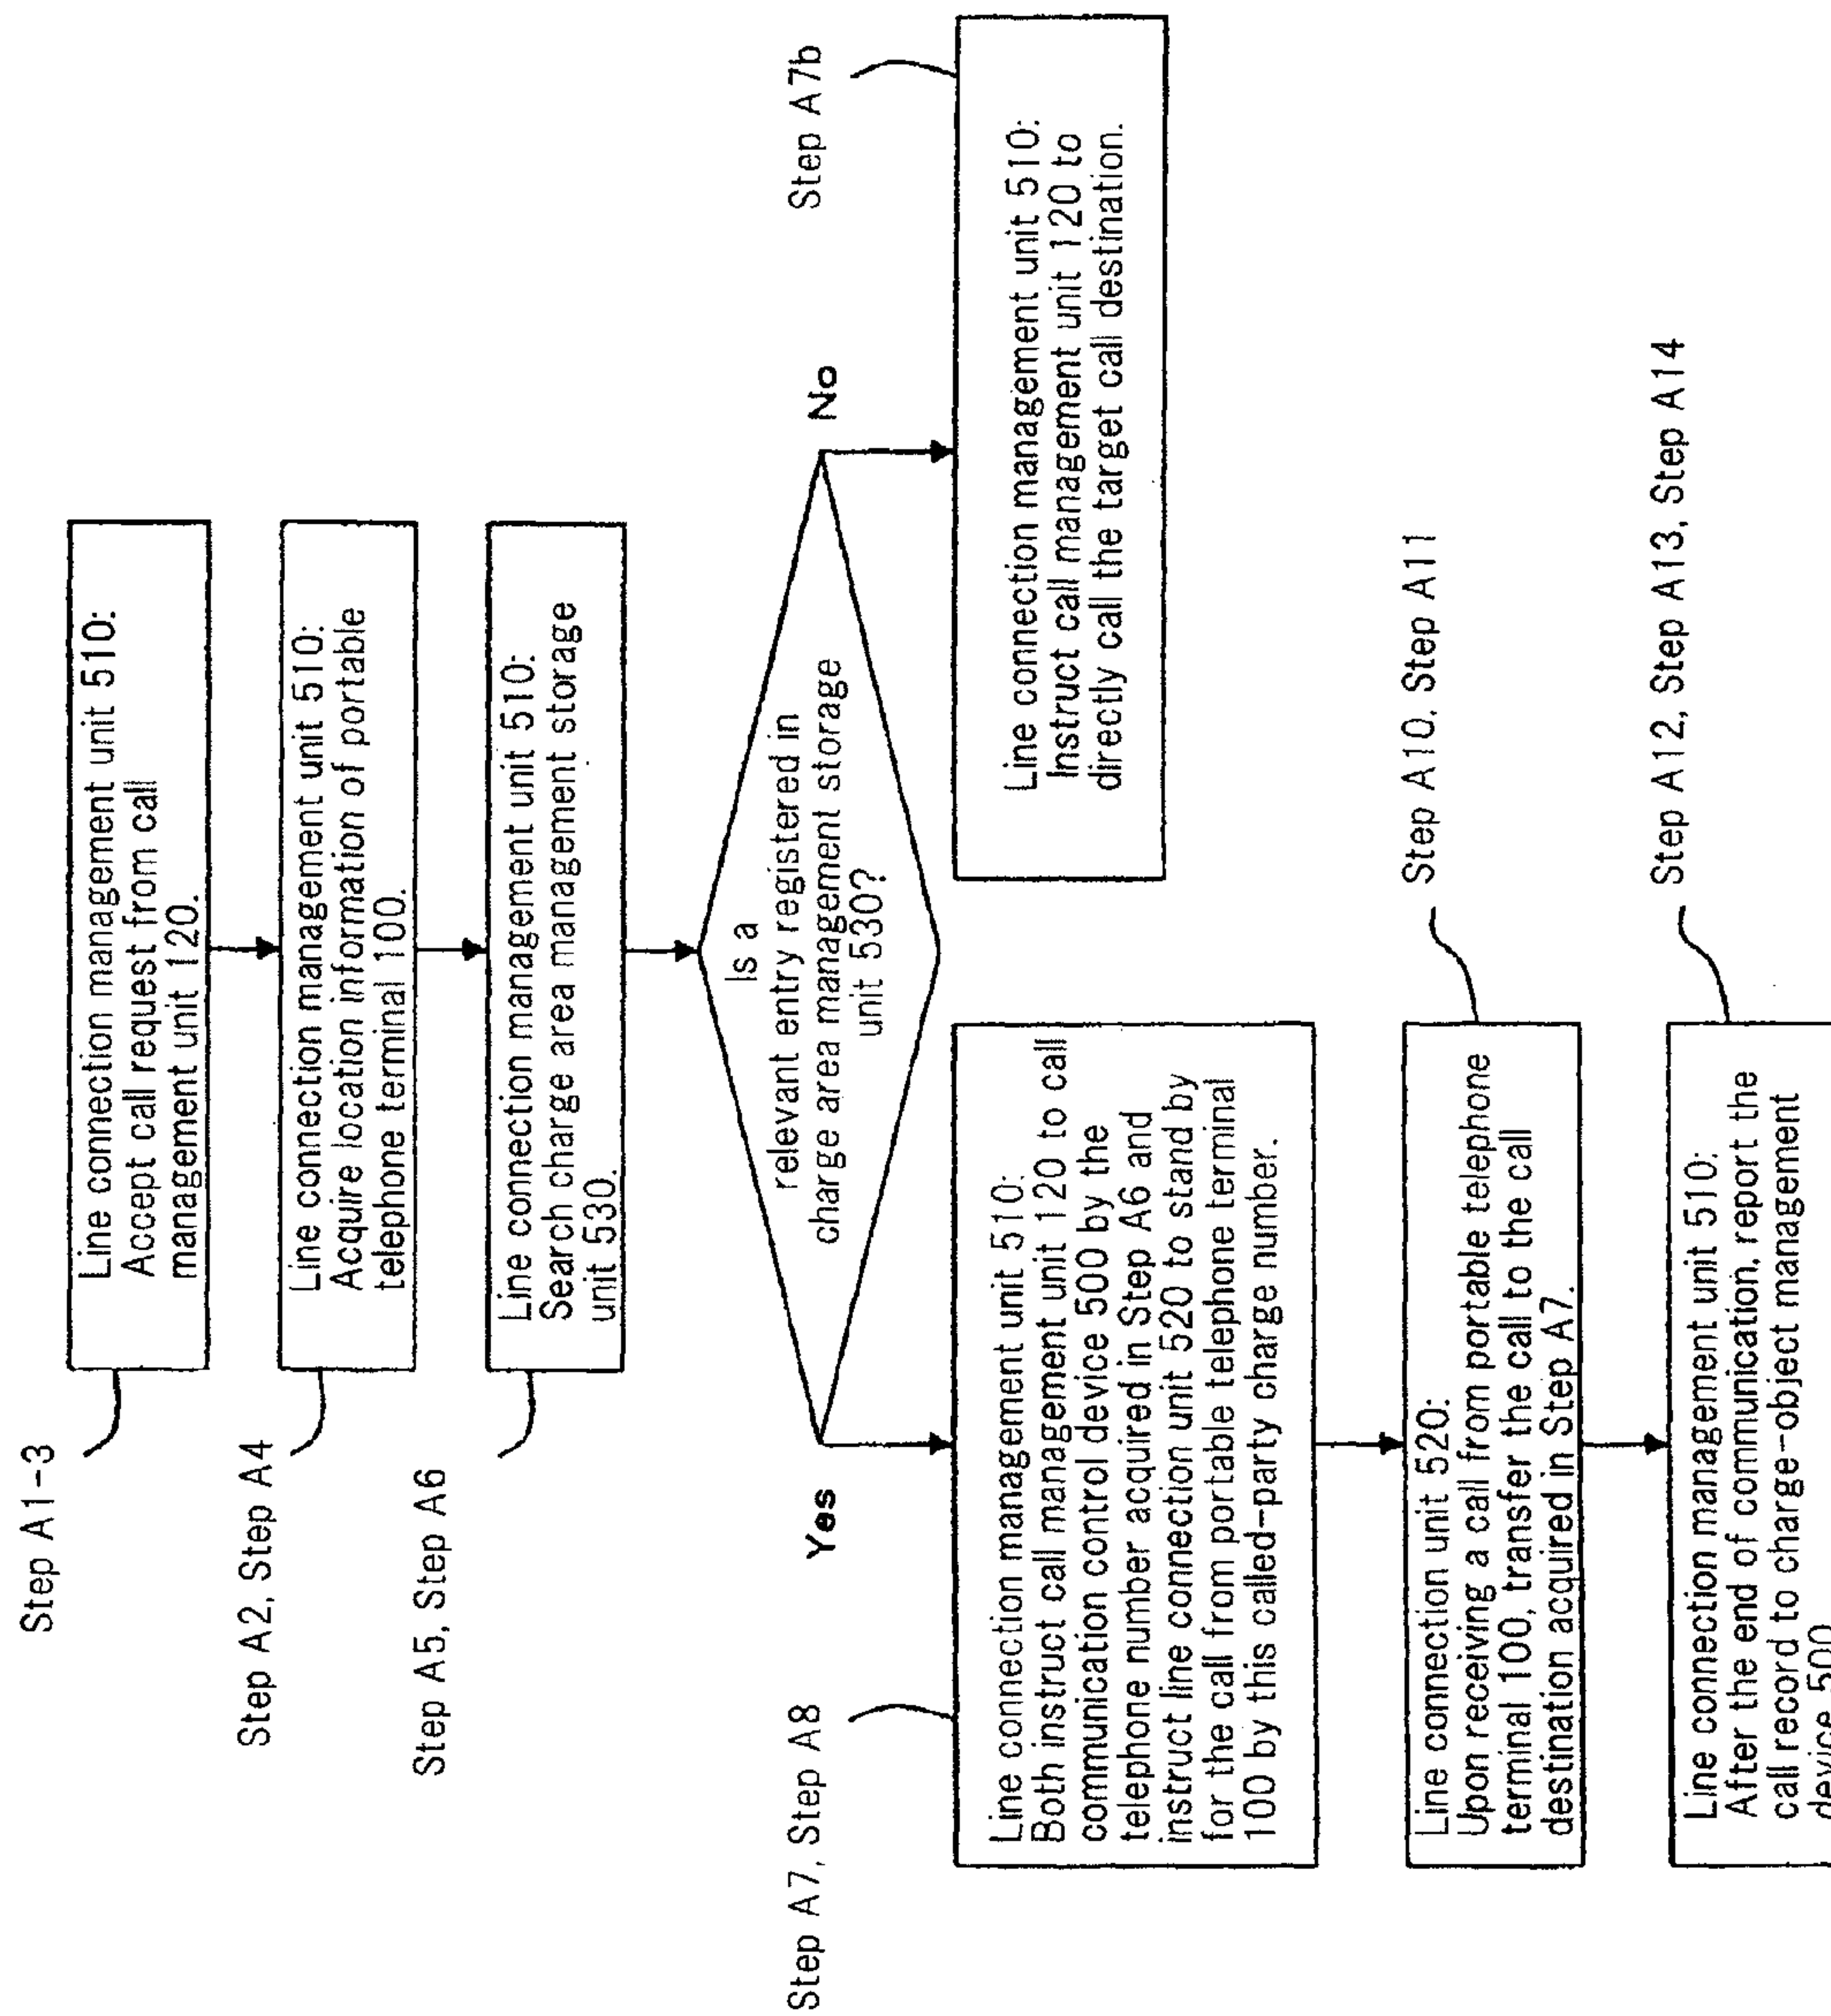 Step A1-3
Line connection management unit 510:
Accept call request from call
management unit 120.
Step A2, Step A4
Line connection management unit 510:
Acquire location information of portable
telephone terminal 100.
Step A5, Step A6
Line connection management unit 510:
Search charge area management storage
unit 530.
Is a
relevant entry registered in
charge area management storage
unit 530?
Yes
No
Step A7, Step A8
Line connection management unit 510:
Both instruct call management unit 120 to call
communication control device 500 by the
telephone number acquired in Step A6 and
instruct line connection unit 520 to stand by
for the call from portable telephone terminal
100 by this called-party charge number.
Step A7b
Line connection management unit 510:
Instruct call management unit 120 to
directly call the target call destination.
Step A10, Step A11
Line connection unit 520:
Upon receiving a call from portable telephone
terminal 100, transfer the call to the call
destination acquired in Step A7.
Step A12, Step A13, Step A14
Line connection management unit 510:
After the end of communication, report the
call record to charge-object management
device 500